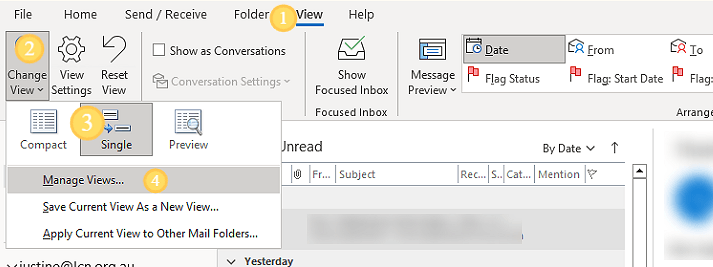 File Home Send / Receive Folder 1 View Help
2
Change View
View Settings
Reset View
Show as Conversations
Conversation Settings
Show Focused Inbox
Focused Inbox
Message Preview
Date From To
Flag Status Flag: Start Date Flag:
Arrange
3
Compact Single Preview
Manage Views... 4
Save Current View As a New View...
Apply Current View to Other Mail Folders...
Unread By Date
Fr... Subject Rec... S.. Cat... Mention
Yesterday
justine@lcn.org.au